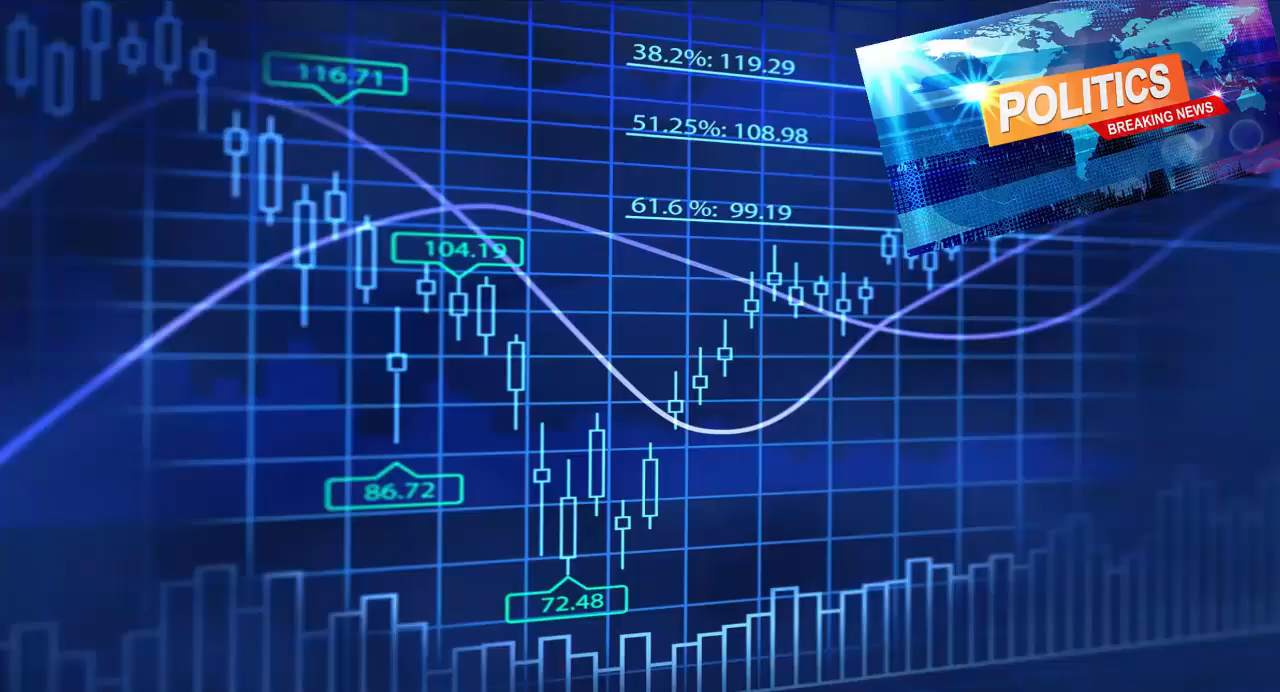 116.71
38.2%: 119.29
51.25%: 108.98
61.6 %: 99.19
104.19
86.72
72.48
POLITICS
BREAKING NEWS